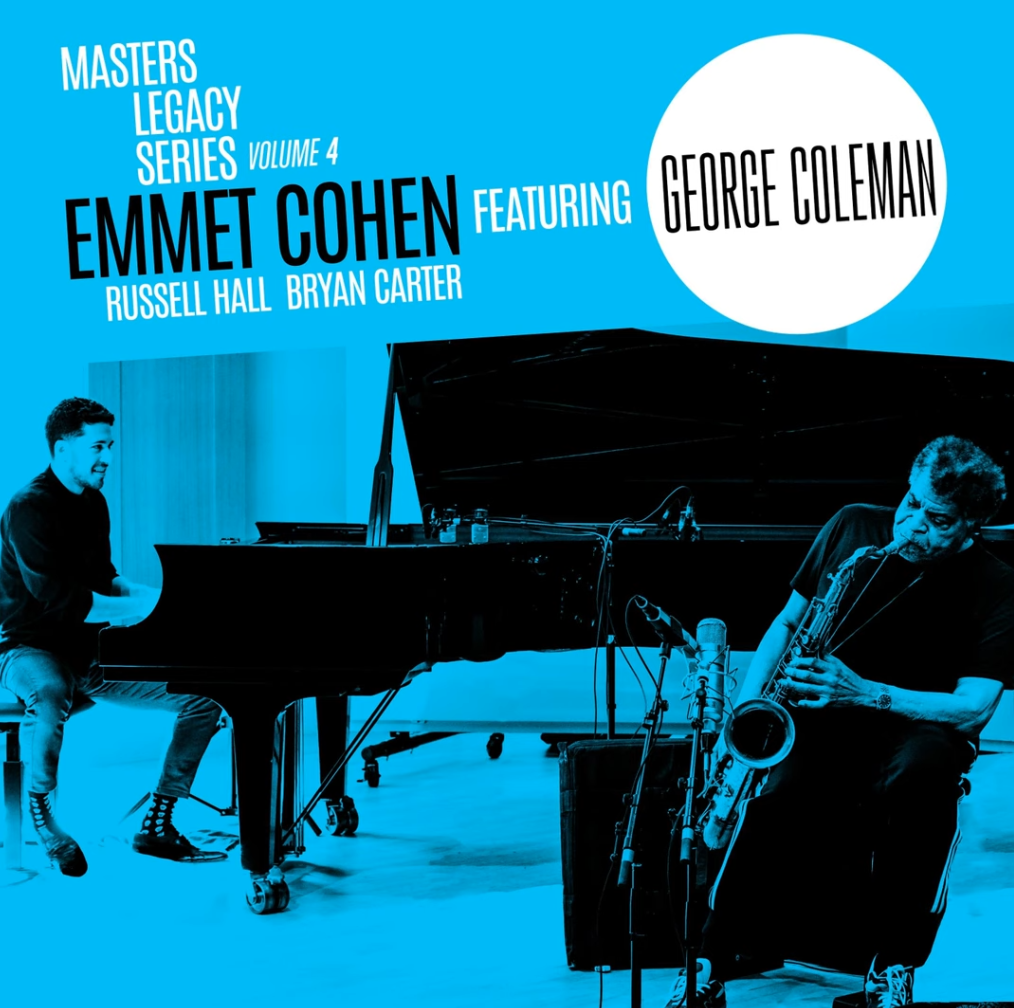 MASTERS
LEGACY
SERIES VOLUME 4
EMMET COHEN FEATURING GEORGE COLEMAN
RUSSELL HALL BRYAN CARTER